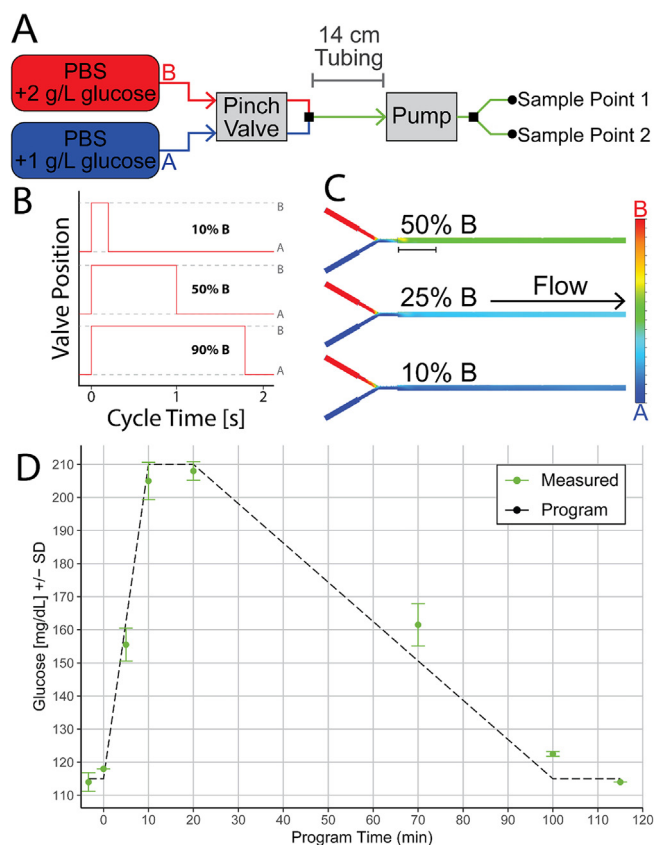 A
14 cm
Tubing
PBS
+2 g/L glucose
B
PBS
+1 g/L glucose
A
Pinch
Valve
Pump
Sample Point 1
Sample Point 2
B
Valve Position
B
10% B
A
B
50% B
A
B
90% B
A
0
1
2
Cycle Time [s]
C
50% B
25% B
Flow
10% B
B
A
D
Glucose [mg/dL] +/− SD
210
200
190
180
170
160
150
140
130
120
110
Measured
Program
0 10 20 30 40 50 60 70 80 90 100 110 120
Program Time (min)